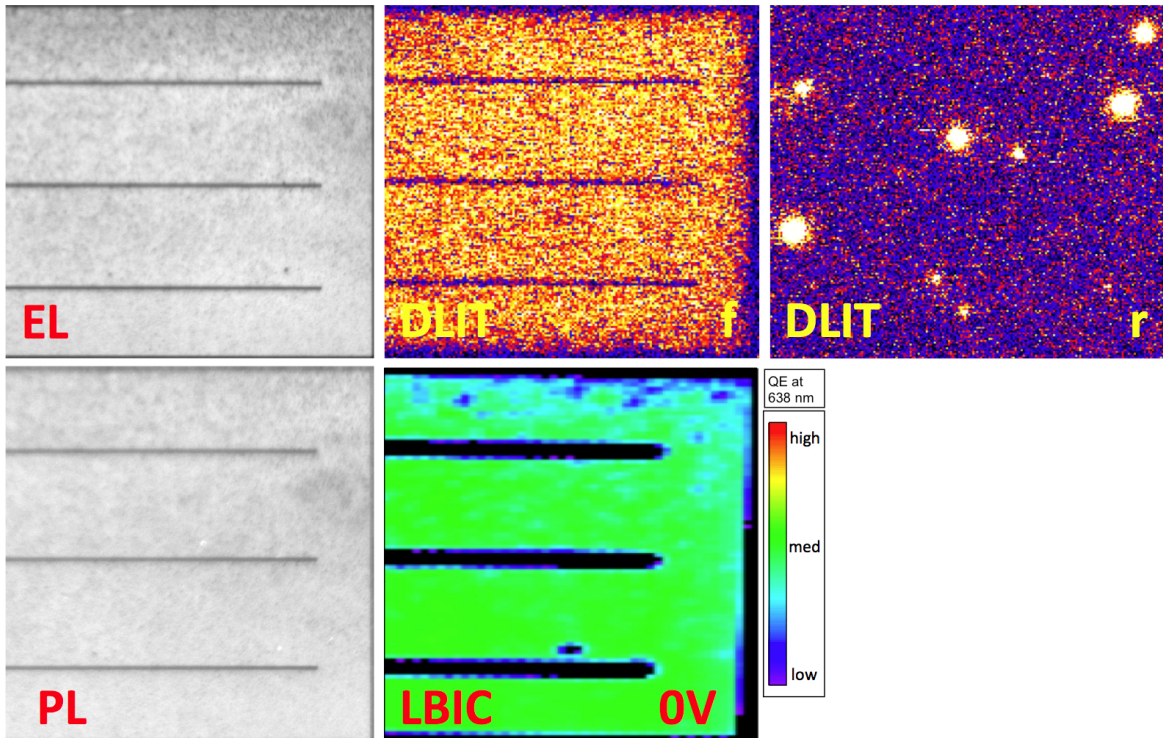 EL
DLIT f
DLIT r
PL
LBIC 0V
QE at
638 nm
high
med
low